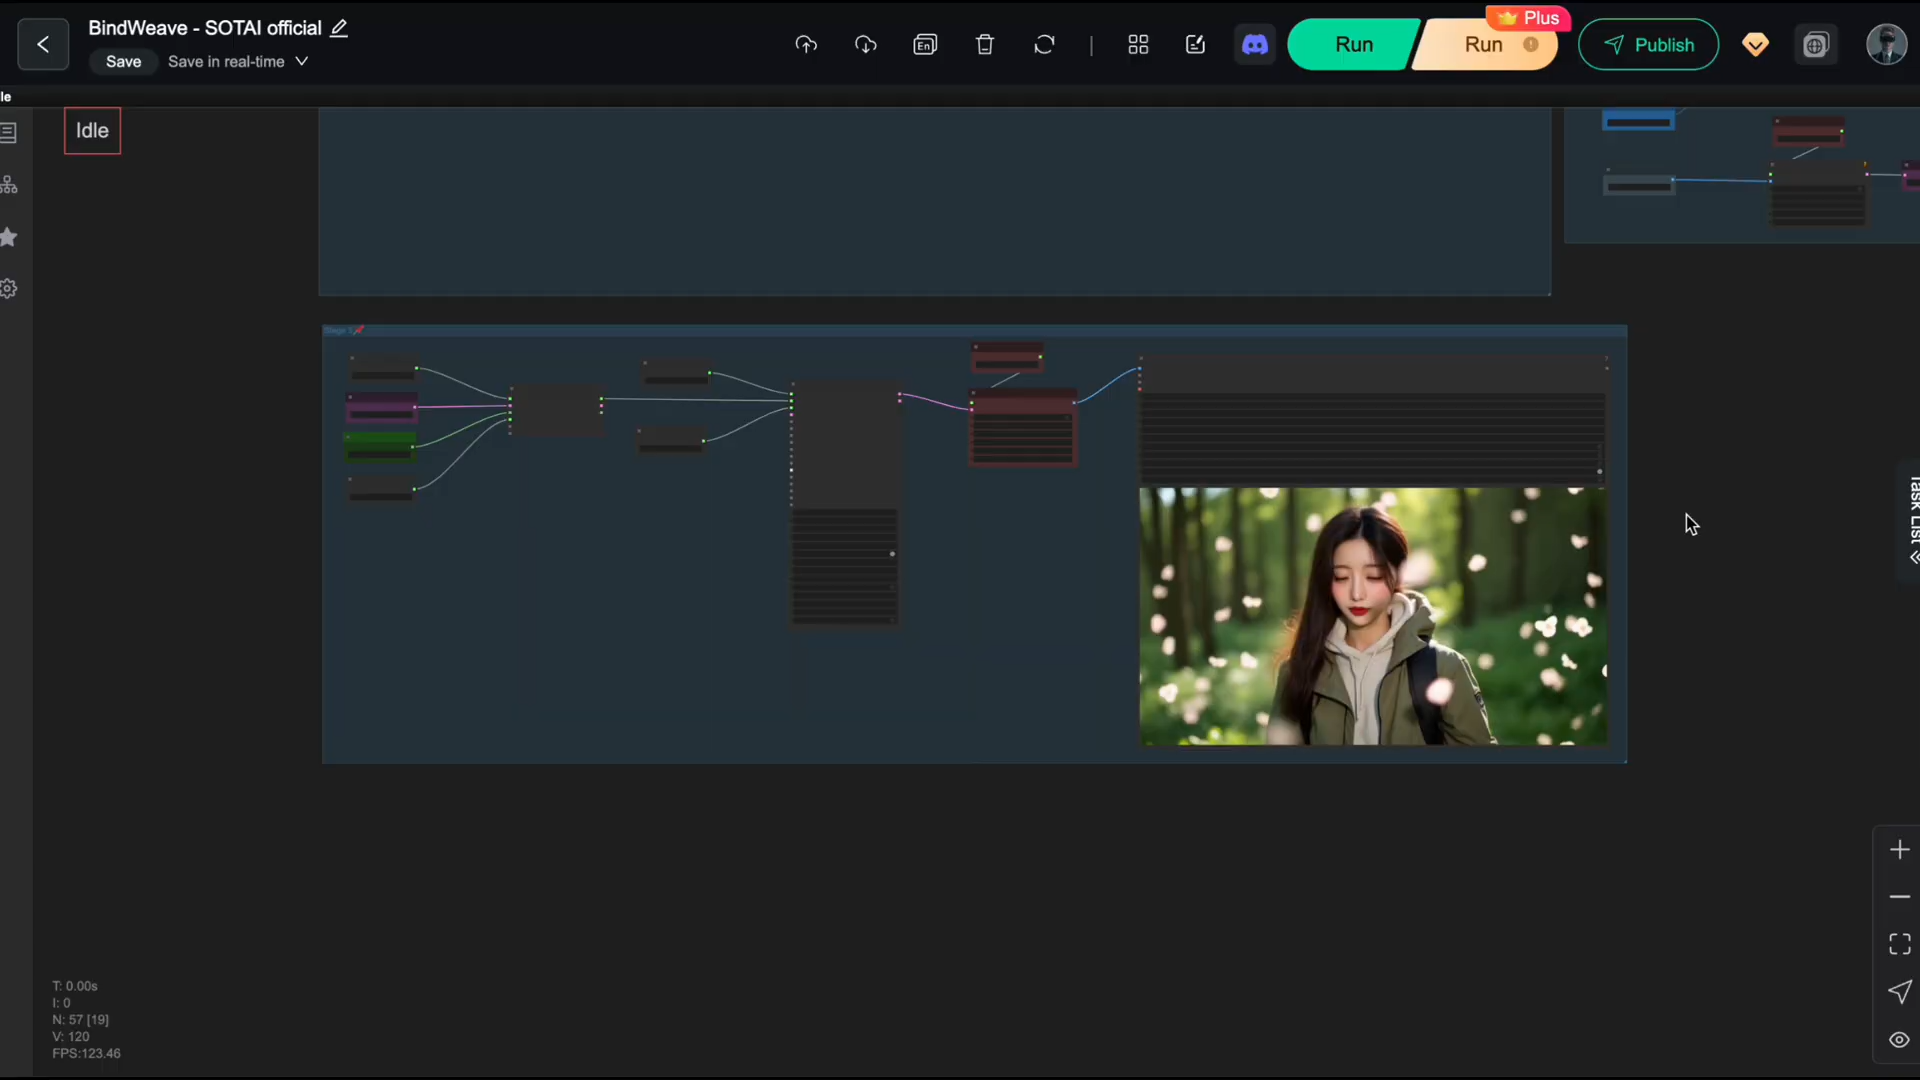 BindWeave - SOTAI official
Save
Save in real-time
En
Run
Run
Plus
Publish
le
Idle
Task List
T: 0.00s
I: 0
N: 57 [19]
V: 120
FPS:123.46